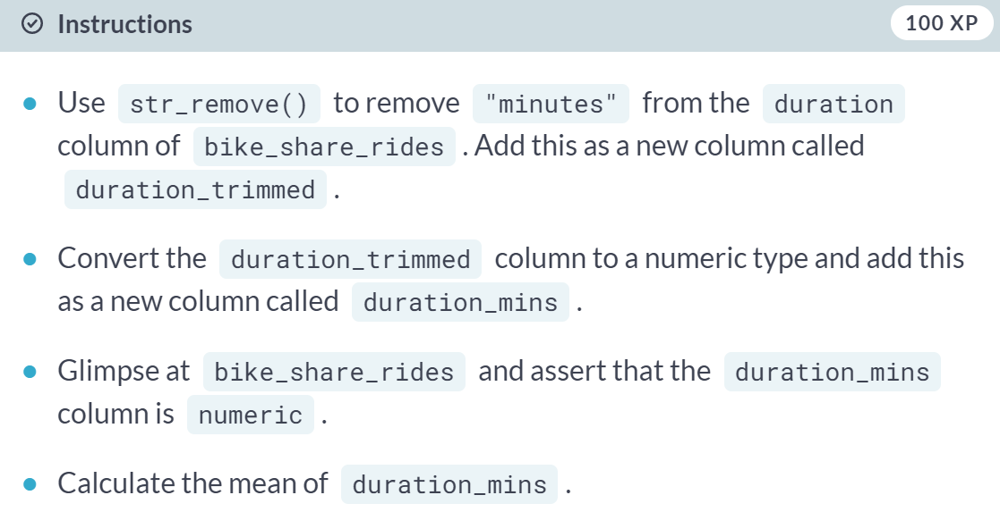 Instructions 100 XP
Use str_remove() to remove "minutes" from the duration
column of bike_share_rides . Add this as a new column called
duration_trimmed .
Convert the duration_trimmed column to a numeric type and add this
as a new column called duration_mins .
Glimpse at bike_share_rides and assert that the duration_mins
column is numeric .
Calculate the mean of duration_mins .